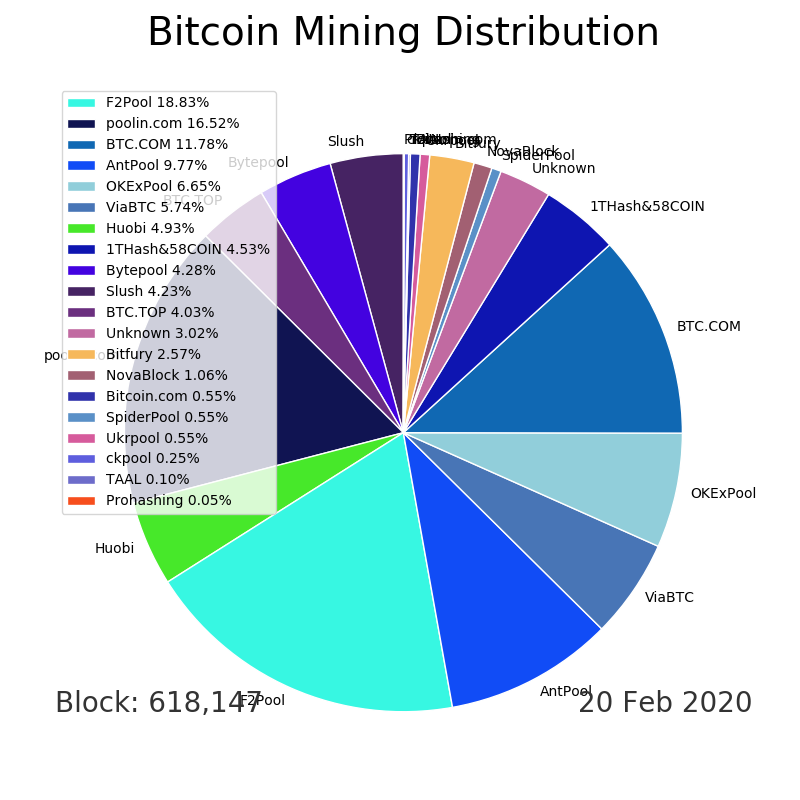 Bitcoin Mining Distribution
F2Pool 18.83%
poolin.com 16.52%
BTC.COM 11.78%
AntPool 9.77%
OKExPool 6.65%
ViaBTC 5.74%
Huobi 4.93%
1THash&58COIN 4.53%
Bytepool 4.28%
Slush 4.23%
BTC.TOP 4.03%
Unknown 3.02%
Bitfury 2.57%
NovaBlock 1.06%
Bitcoin.com 0.55%
SpiderPool 0.55%
Ukrpool 0.55%
ckpool 0.25%
TAAL 0.10%
Prohashing 0.05%
Slush
Bytepool
BTC.TOP
Huobi
F2Pool
AntPool
ViaBTC
OKExPool
BTC.COM
1THash&58COIN
Unknown
SpiderPool
NovaBlock
Bitfury
Block: 618,147
20 Feb 2020